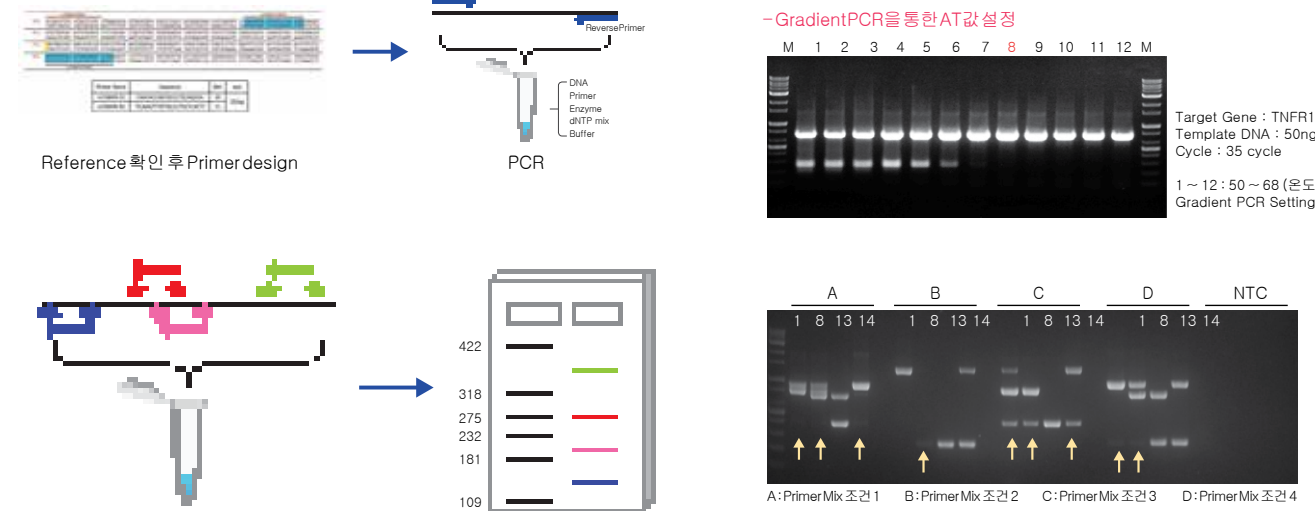 ReversePrimer
DNA
Primer
Enzyme
dNTP mix
Buffer
Reference 확인 후 Primer design
PCR
-GradientPCR을통한AT값설정
M 1 2 3 4 5 6 7 8 9 10 11 12 M
Target Gene : TNFR1
Template DNA : 50ng
Cycle : 35 cycle
1 ~ 12 : 50 ~ 68 (온도
Gradient PCR Setting
422
318
275
232
181
109
A B C D NTC
1 8 13 14 1 8 13 14 1 8 13 14 1 8 13 14
A:Primer Mix 조건 1 B:Primer Mix 조건 2 C:Primer Mix 조건 3 D:Primer Mix 조건 4